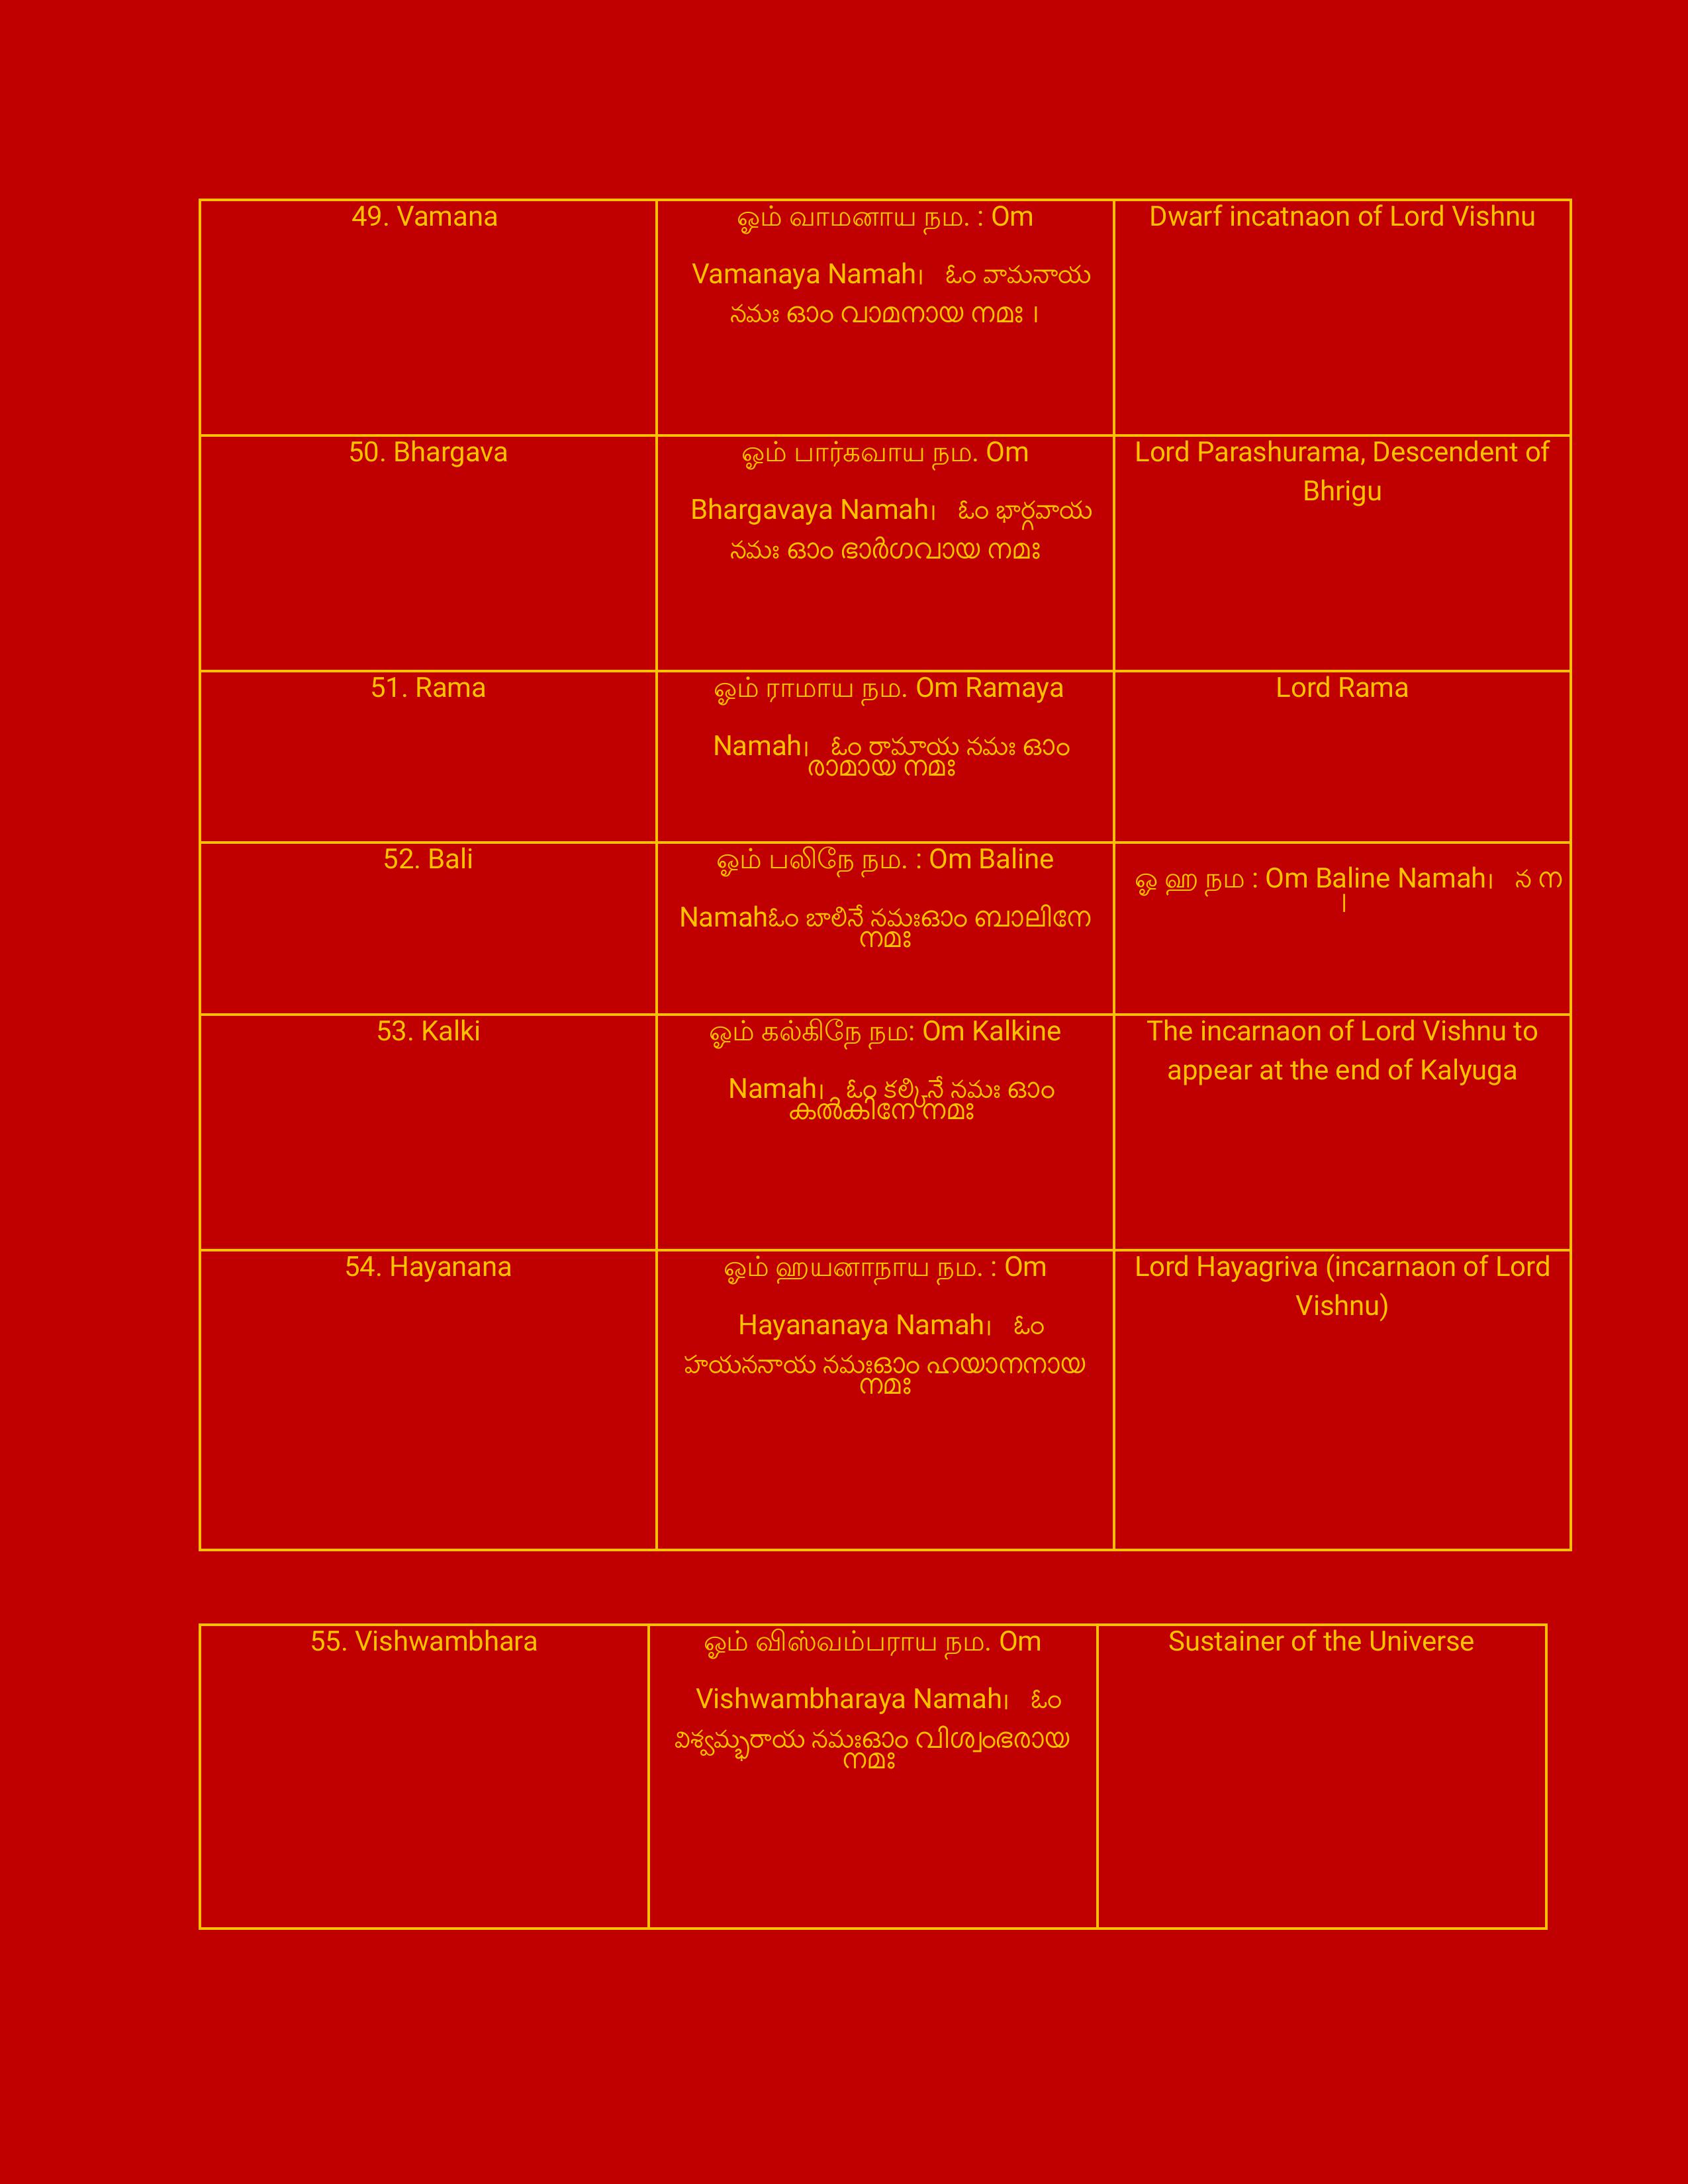 49. Vamana
ஓம் வாமனாய நம. : Om
Vamanaya Namah। ఓం వామనాయ
నమః ഓം വാമനായ നമഃ ।
Dwarf incatnaon of Lord Vishnu
50. Bhargava
ஓம் பார்கவாய நம. Om
Bhargavaya Namah। ఓం భార్గవాయ
నమః ഓം ഭാർഗവായ നമഃ
Lord Parashurama, Descendent of
Bhrigu
51. Rama
ஓம் ராமாய நம. Om Ramaya
Namah। ఓం రామాయ నమః ഓം
രാമായ നമഃ
Lord Rama
52. Bali
ஓம் பலிநே நம. : Om Baline
Namahఓం బాలినే నమఃഓം ബാലിനേ
നമഃ
ஓ ஹ நம : Om Baline Namah। న ന
।
53. Kalki
ஓம் கல்கிநே நம: Om Kalkine
Namah। ఓం కల్కినే నమః ഓം
കൽകിനേ നമഃ
The incarnaon of Lord Vishnu to
appear at the end of Kalyuga
54. Hayanana
ஓம் ஹயனாநாய நம. : Om
Hayananaya Namah। ఓం
హయననాయ నమఃഓം ഹയാനനായ
നമഃ
Lord Hayagriva (incarnaon of Lord
Vishnu)
55. Vishwambhara
ஓம் விஸ்வம்பராய நம. Om
Vishwambharaya Namah। ఓం
విశ్వమ్భరాయ నమఃഓം വിശ്വംഭരായ
നമഃ
Sustainer of the Universe